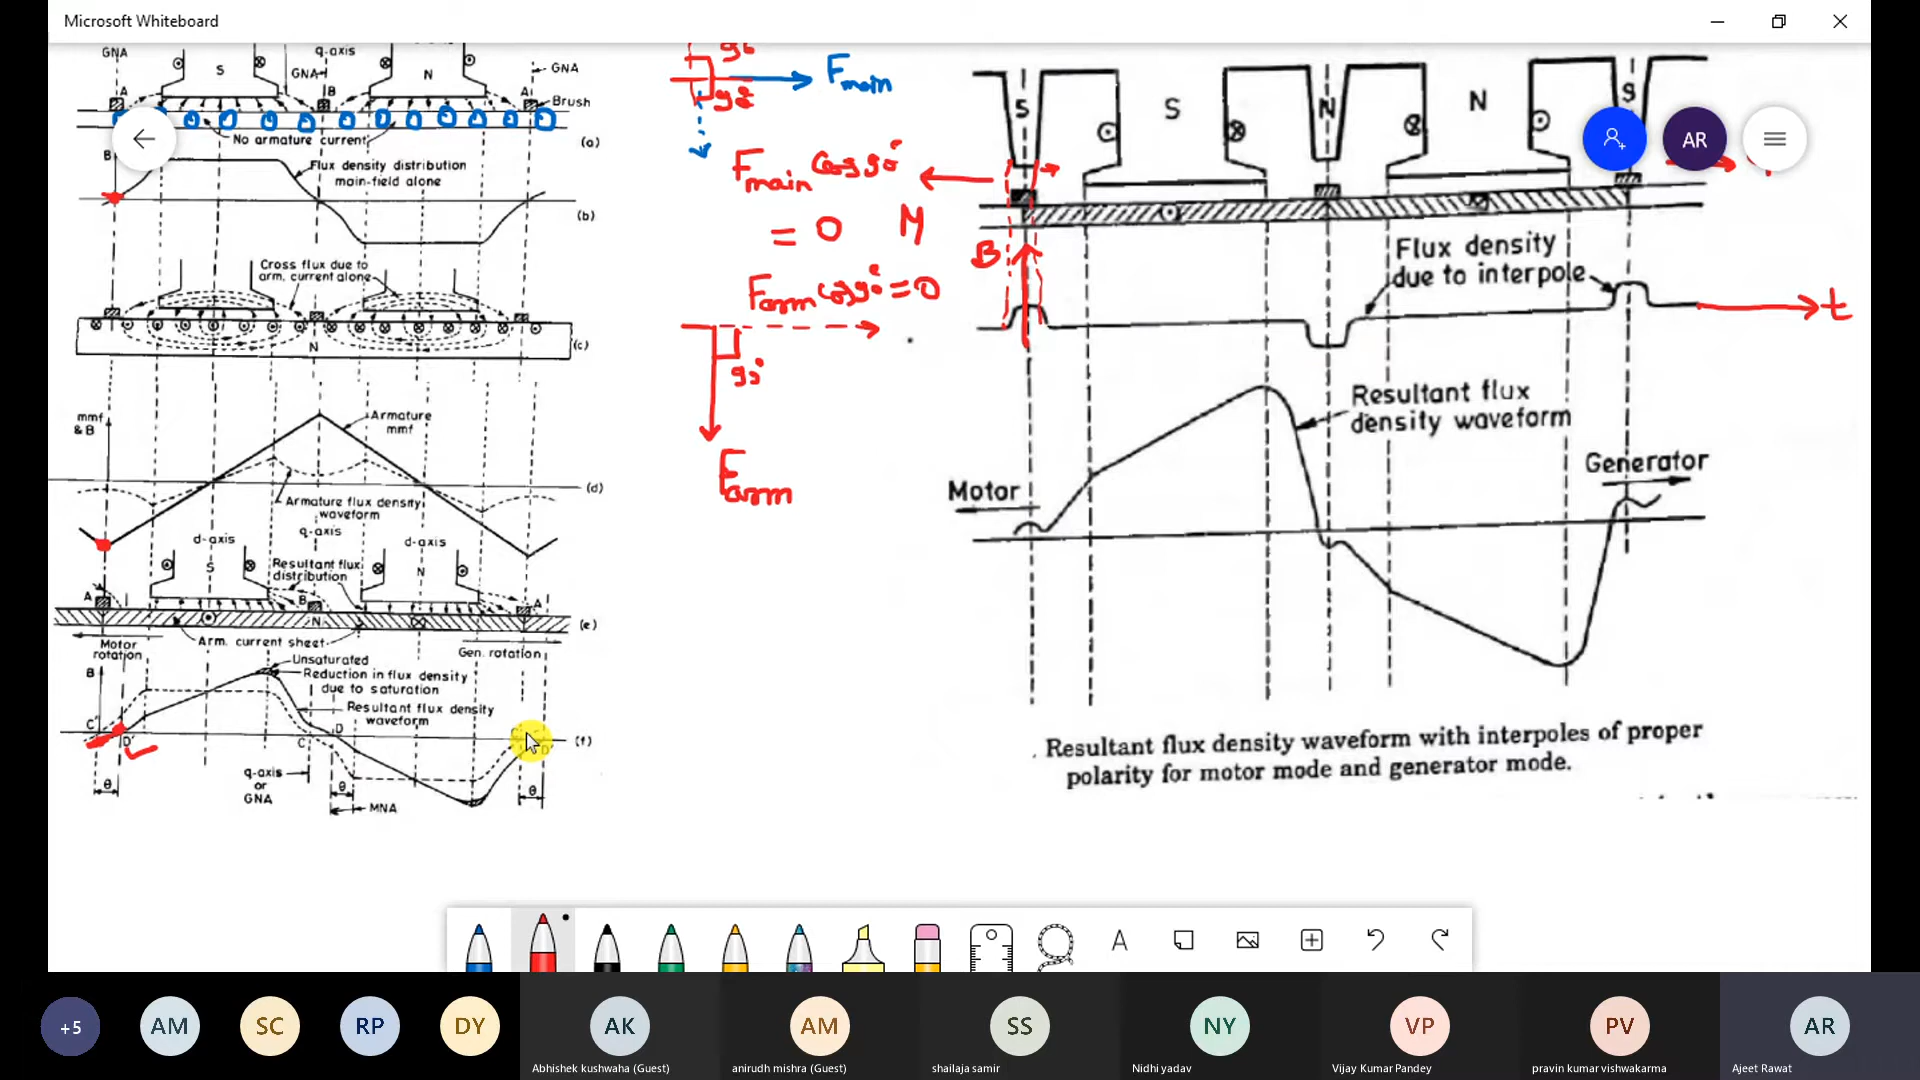 Microsoft Whiteboard
GNA
q-axis
A
S
GNA
B
N
A
GNA
Brush
No armature current
(a)
B
Flux density distribution
main-field alone
(b)
Cross flux due to
arm. current alone
N
(c)
mmf
& B
Armature
mmf
Armature flux density
waveform
(d)
q-axis
d-axis
d-axis
S
Resultant flux
distribution
N
A
B
A
N
(e)
Motor
rotation
Arm. current sheet
Gen. rotation
B
Unsaturated
Reduction in flux density
due to saturation
Resultant flux density
waveform
C'
D'
D
C
(f)
q-axis
or
GNA
θ
θ
θ
MNA
90°
Fmain
Fmain Cos90°
= 0 M
Farm cos90° = 0
90°
Farm
S
S
N
N
S
B
Flux density
due to interpole
t
Resultant flux
density waveform
Motor
Generator
Resultant flux density waveform with interpoles of proper
polarity for motor mode and generator mode.
AR
+5
AM
SC
RP
DY
AK
AM
SS
NY
VP
PV
AR
Abhishek kushwaha (Guest)
anirudh mishra (Guest)
shailaja samir
Nidhi yadav
Vijay Kumar Pandey
pravin kumar vishwakarma
Ajeet Rawat